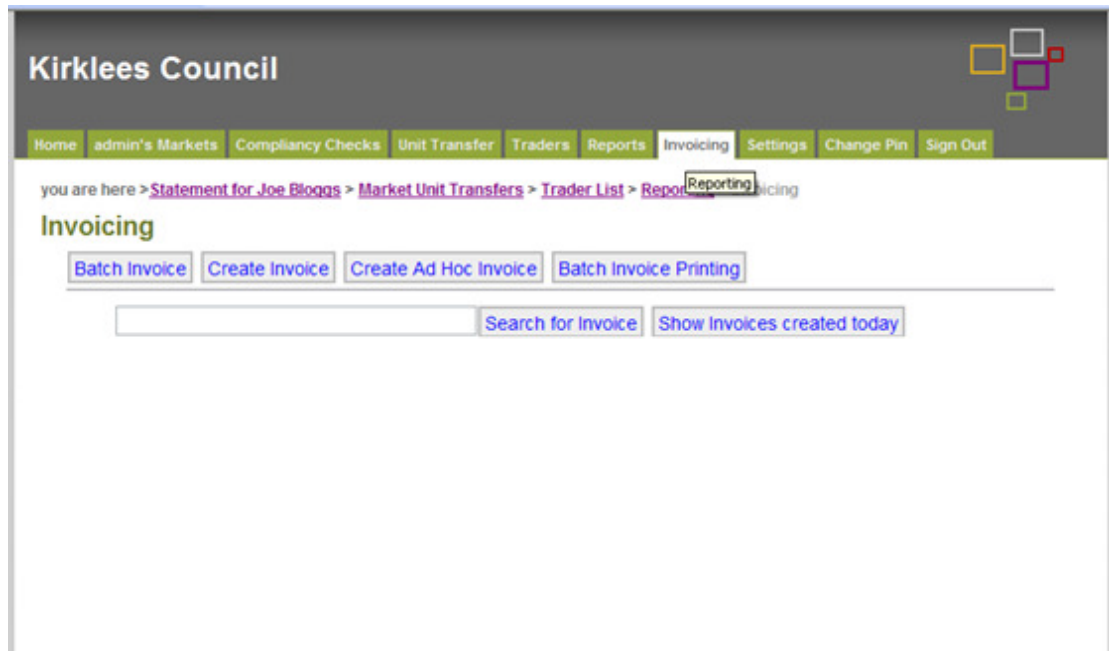 Kirklees Council
Home admin's Markets Compliancy Checks Unit Transfer Traders Reports Invoicing Settings Change Pin Sign Out
you are here > Statement for Joe Bloggs > Market Unit Transfers > Trader List > Repor icing
Reporting
Invoicing
Batch Invoice Create Invoice Create Ad Hoc Invoice Batch Invoice Printing
Search for Invoice Show Invoices created today